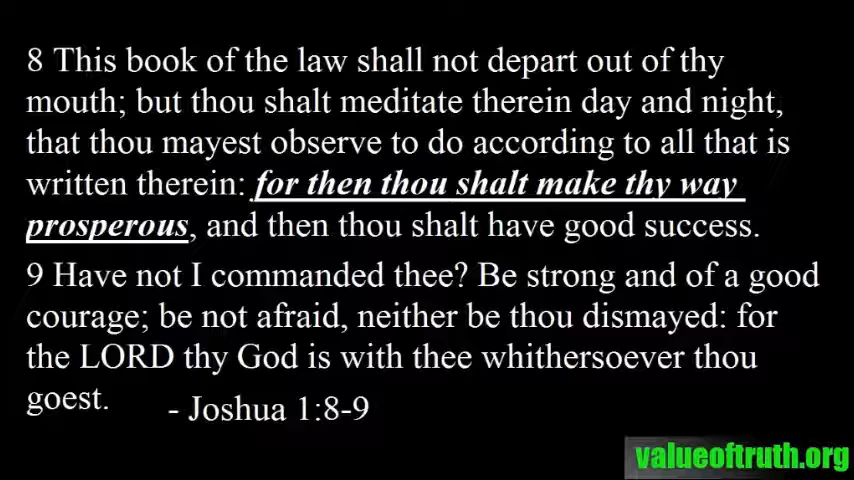 8 This book of the law shall not depart out of thy
mouth; but thou shalt meditate therein day and night,
that thou mayest observe to do according to all that is
written therein: for then thou shalt make thy way
prosperous, and then thou shalt have good success.
9 Have not I commanded thee? Be strong and of a good
courage; be not afraid, neither be thou dismayed: for
the LORD thy God is with thee whithersoever thou
goest.
- Joshua 1:8-9
valueoftruth.org